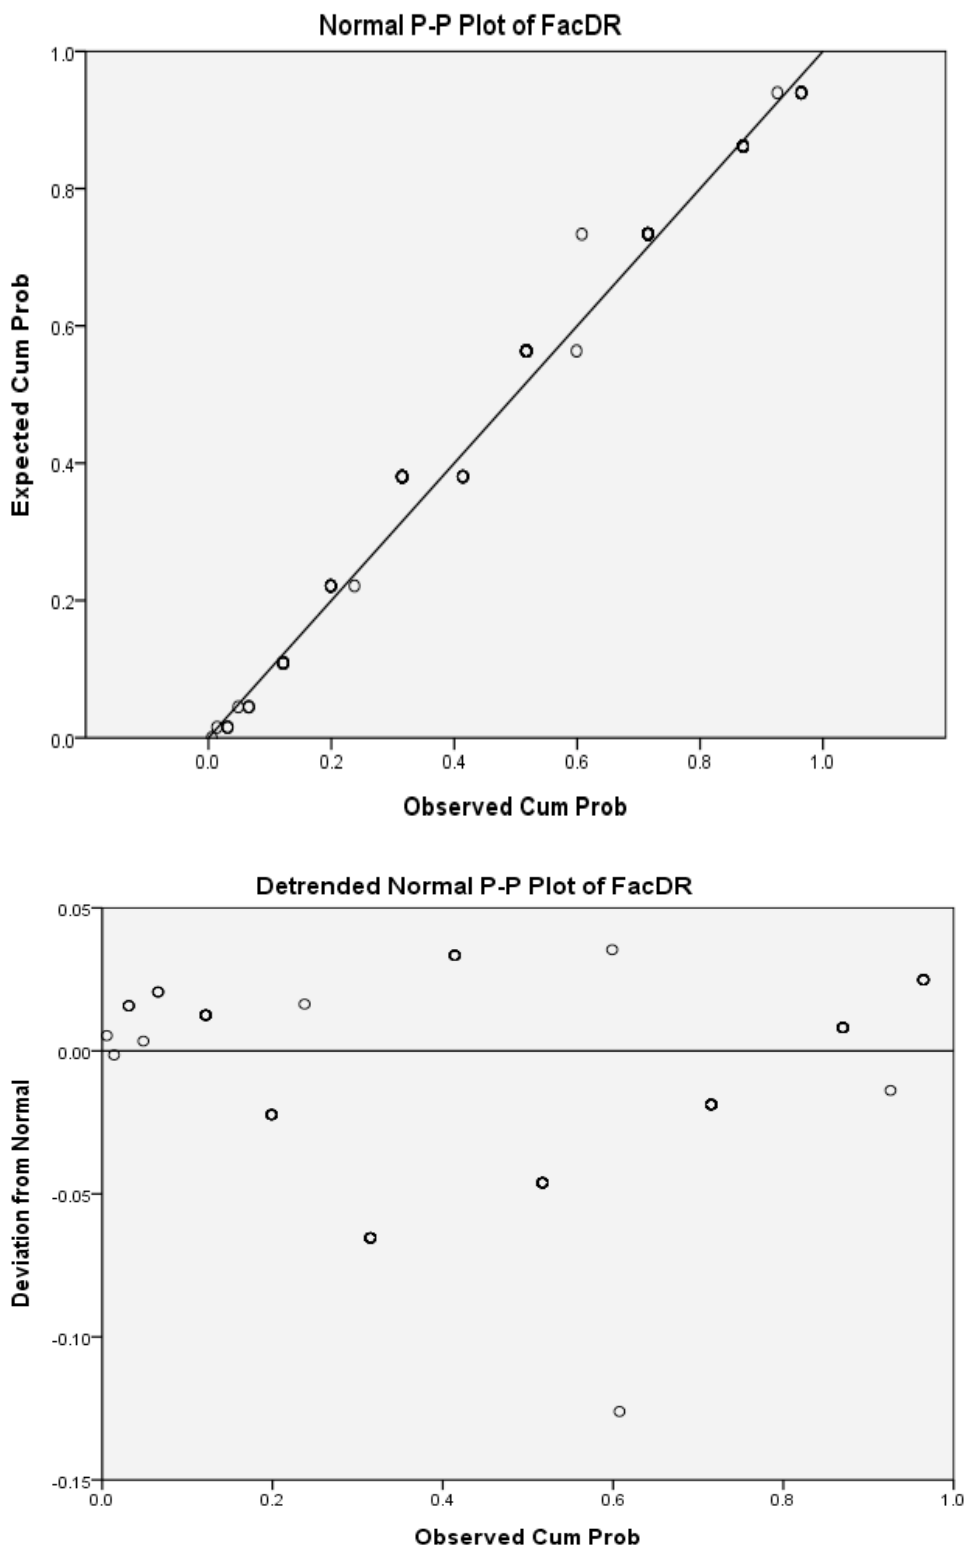 Normal P-P Plot of FacDR
1.0
0.8
0.6
0.4
0.2
0.0
Expected Cum Prob
0.0 0.2 0.4 0.6 0.8 1.0
Observed Cum Prob
Detrended Normal P-P Plot of FacDR
0.05
0.00
-0.05
-0.10
-0.15
Deviation from Normal
0.0 0.2 0.4 0.6 0.8 1.0
Observed Cum Prob